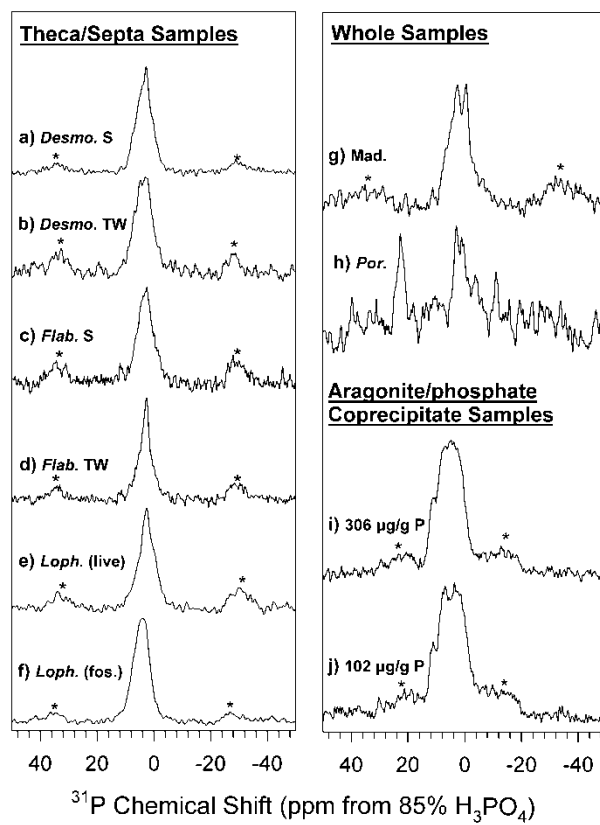 Theca/Septa Samples
a) Desmo. S
*
*
b) Desmo. TW
*
*
c) Flab. S
*
*
d) Flab. TW
*
*
e) Loph. (live)
*
*
f) Loph. (fos.)
*
*
40 20 0 -20 -40
Whole Samples
g) Mad.
*
*
h) Por.
Aragonite/phosphate
Coprecipitate Samples
i) 306 µg/g P
*
*
j) 102 µg/g P
*
*
40 20 0 -20 -40
³¹P Chemical Shift (ppm from 85% H₃PO₄)